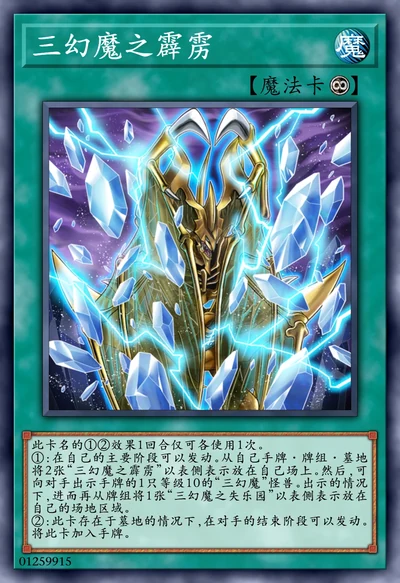 三幻魔之霹雳
魔
【魔法卡】
此卡名的①②效果1回合仅可各使用1次。
①:在自己的主要阶段可以发动。从自己手牌・牌组・墓地
将2张“三幻魔之霹雳”以表侧表示放在自己场上。然后,可
向对手出示手牌的1只等级10的“三幻魔”怪兽。出示的情况
下,进而再从牌组将1张“三幻魔之失乐园”以表侧表示放在自
己的场地区域。
②:此卡存在于墓地的情况下,在对手的结束阶段可以发动。
将此卡加入手牌。
01259915